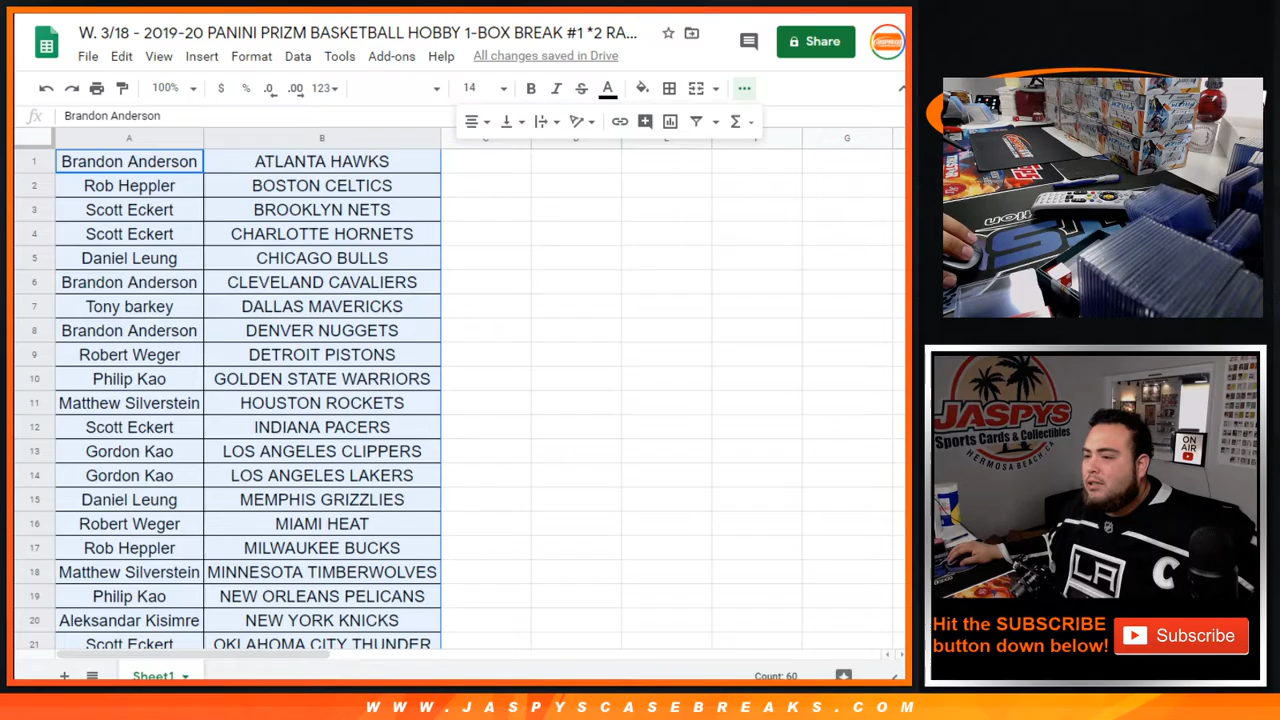 W. 3/18 - 2019-20 PANINI PRIZM BASKETBALL HOBBY 1-BOX BREAK #1 *2 RA...
Share
File Edit View Insert Format Data Tools Add-ons Help All changes saved in Drive
100% $ % .0 .00 123 14 B I S A
fx Brandon Anderson
A B C D E F G
1 Brandon Anderson ATLANTA HAWKS
2 Rob Heppler BOSTON CELTICS
3 Scott Eckert BROOKLYN NETS
4 Scott Eckert CHARLOTTE HORNETS
5 Daniel Leung CHICAGO BULLS
6 Brandon Anderson CLEVELAND CAVALIERS
7 Tony barkey DALLAS MAVERICKS
8 Brandon Anderson DENVER NUGGETS
9 Robert Weger DETROIT PISTONS
10 Philip Kao GOLDEN STATE WARRIORS
11 Matthew Silverstein HOUSTON ROCKETS
12 Scott Eckert INDIANA PACERS
13 Gordon Kao LOS ANGELES CLIPPERS
14 Gordon Kao LOS ANGELES LAKERS
15 Daniel Leung MEMPHIS GRIZZLIES
16 Robert Weger MIAMI HEAT
17 Rob Heppler MILWAUKEE BUCKS
18 Matthew Silverstein MINNESOTA TIMBERWOLVES
19 Philip Kao NEW ORLEANS PELICANS
20 Aleksandar Kisimre NEW YORK KNICKS
21 Scott Eckert OKLAHOMA CITY THUNDER
Sheet1
Count: 60
JASPYS
Sports Cards & Collectibles
HERMOSA BEACH, CA
ON
AIR
LA
C
Hit the SUBSCRIBE
button down below!
Subscribe
WWW.JASPYSCASEBREAKS.COM